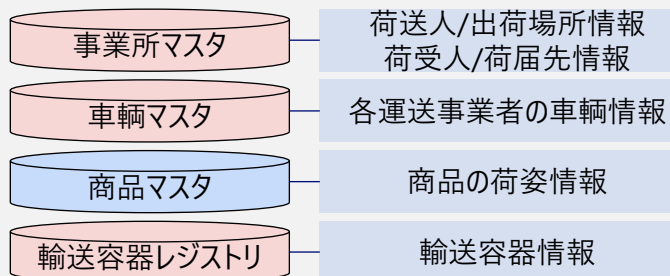 事業所マスタ
荷送人/出荷場所情報
荷受人/荷届先情報
車輌マスタ
各運送事業者の車輌情報
商品マスタ
商品の荷姿情報
輸送容器レジストリ
輸送容器情報